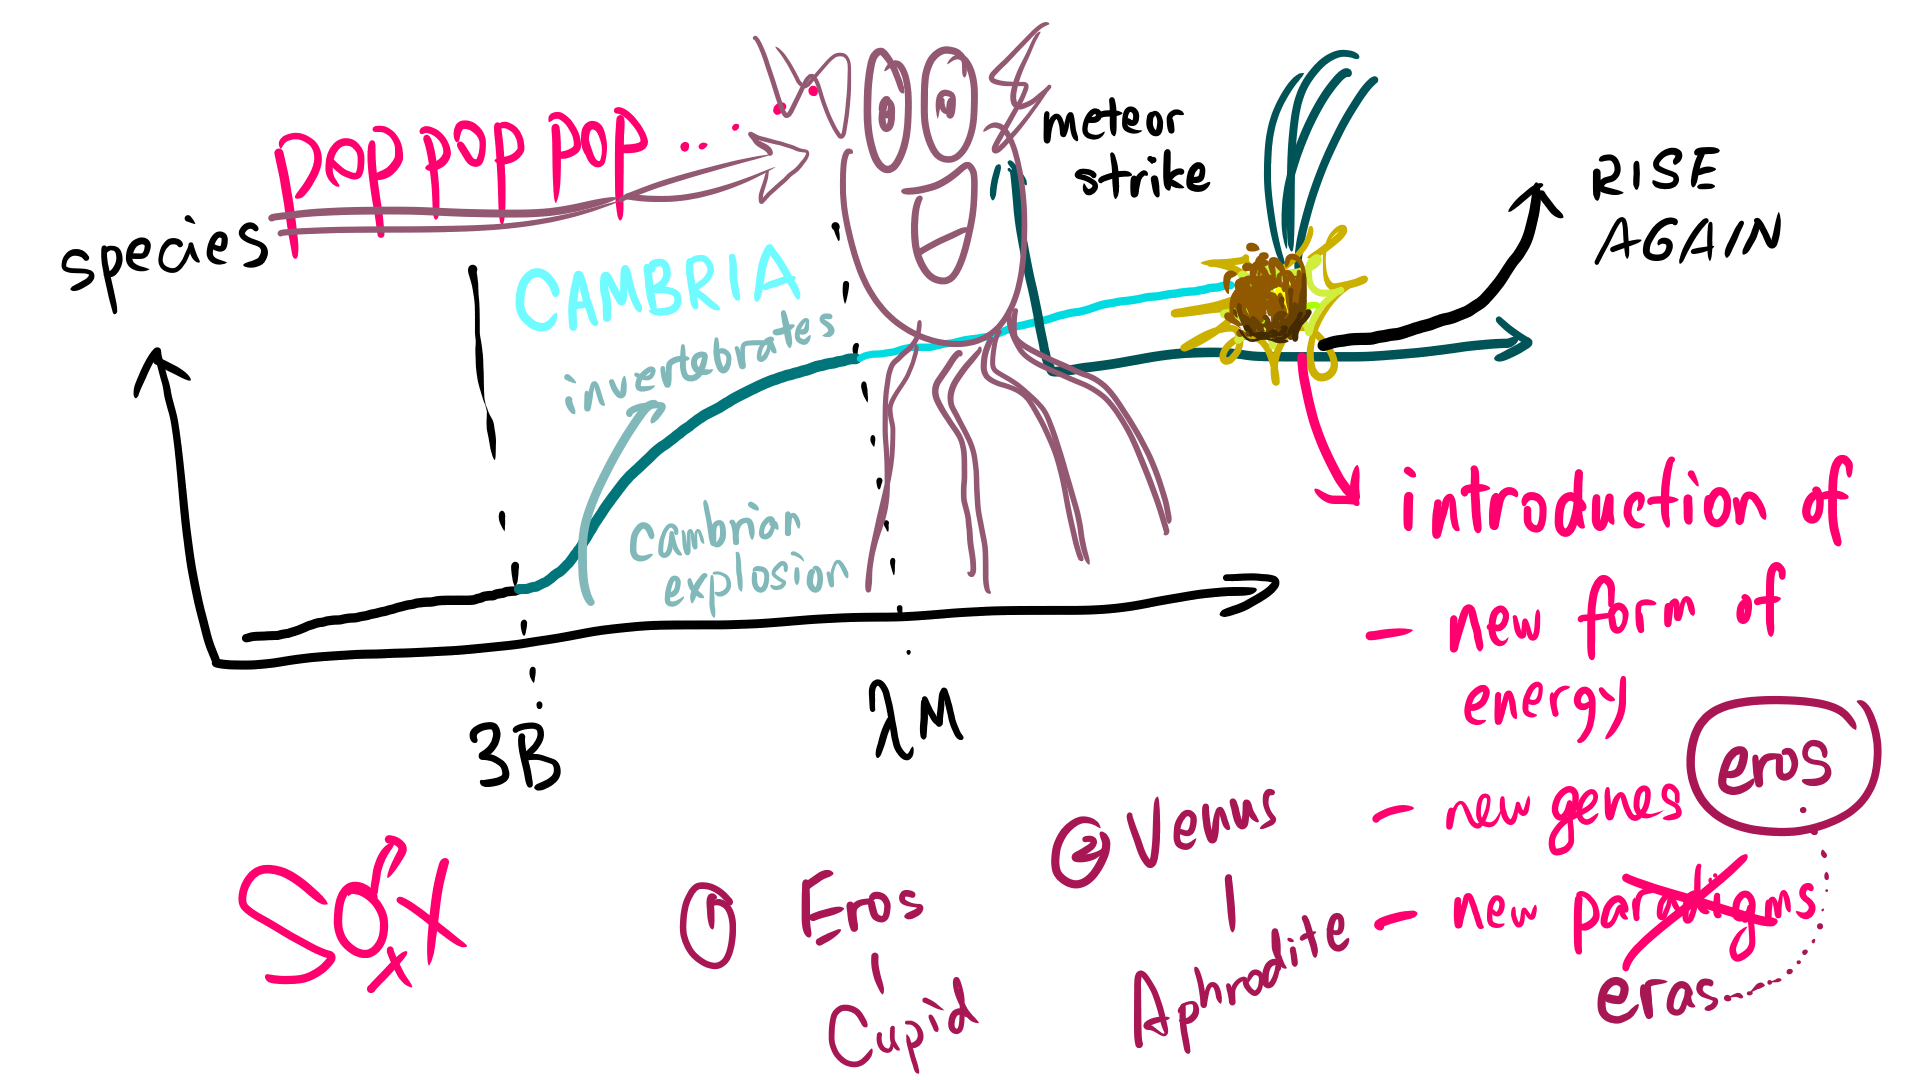 pop pop pop...
species
CAMBRIA
invertebrates
cambrian
explosion
meteor
strike
RISE
AGAIN
3B
2M
introduction of
- new form of
energy
- new genes
eros
- new paradigms
eras
① Eros
Cupid
② Venus
Aphrodite